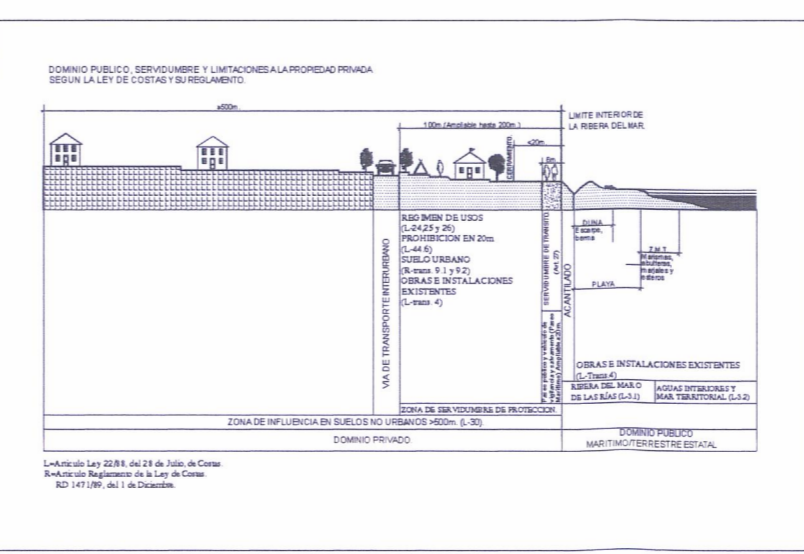 DOMINIO PUBLICO, SERVIDUMBRE Y LIMITACIONES A LA PROPIEDAD PRIVADA
SEGUN LA LEY DE COSTAS Y SU REGLAMENTO.
≥500m.
LIMITE INTERIOR DE
LA RIBERA DEL MAR.
100m.(Ampliable hasta 200m.)
<20m.
CERRAMIENTO.
6m.
REGIMEN DE USOS
(L-24,25 y 26)
PROHIBICION EN 20m
(L-44.6)
SUELO URBANO
(R-trans. 9.1 y 9.2)
OBRAS E INSTALACIONES
EXISTENTES
(L-trans. 4)
VIA DE TRANSPORTE INTERURBANO
SERVIDUMBRE DE TRANSITO
(Art. 27)
ACANTILADO
DUNA
Escarpe,
berma
Z.M.T
Marismas,
albuferas,
marjales y
esteros
PLAYA
OBRAS E INSTALACIONES EXISTENTES
(L-Trans.4)
RIBERA DEL MAR O
DE LAS RÍAS (L-3.1)
AGUAS INTERIORES Y
MAR TERRITORIAL (L-3.2)
ZONA DE SERVIDUMBRE DE PROTECCION.
ZONA DE INFLUENCIA EN SUELOS NO URBANOS >500m. (L-30).
DOMINIO PRIVADO.
DOMINIO PÚBLICO
MARITIMO/TERRESTRE ESTATAL
L=Articulo Ley 22/88, del 28 de Julio, de Costas.
R=Articulo Reglamento de la Ley de Costas.
RD 1471/89, del 1 de Diciembre.